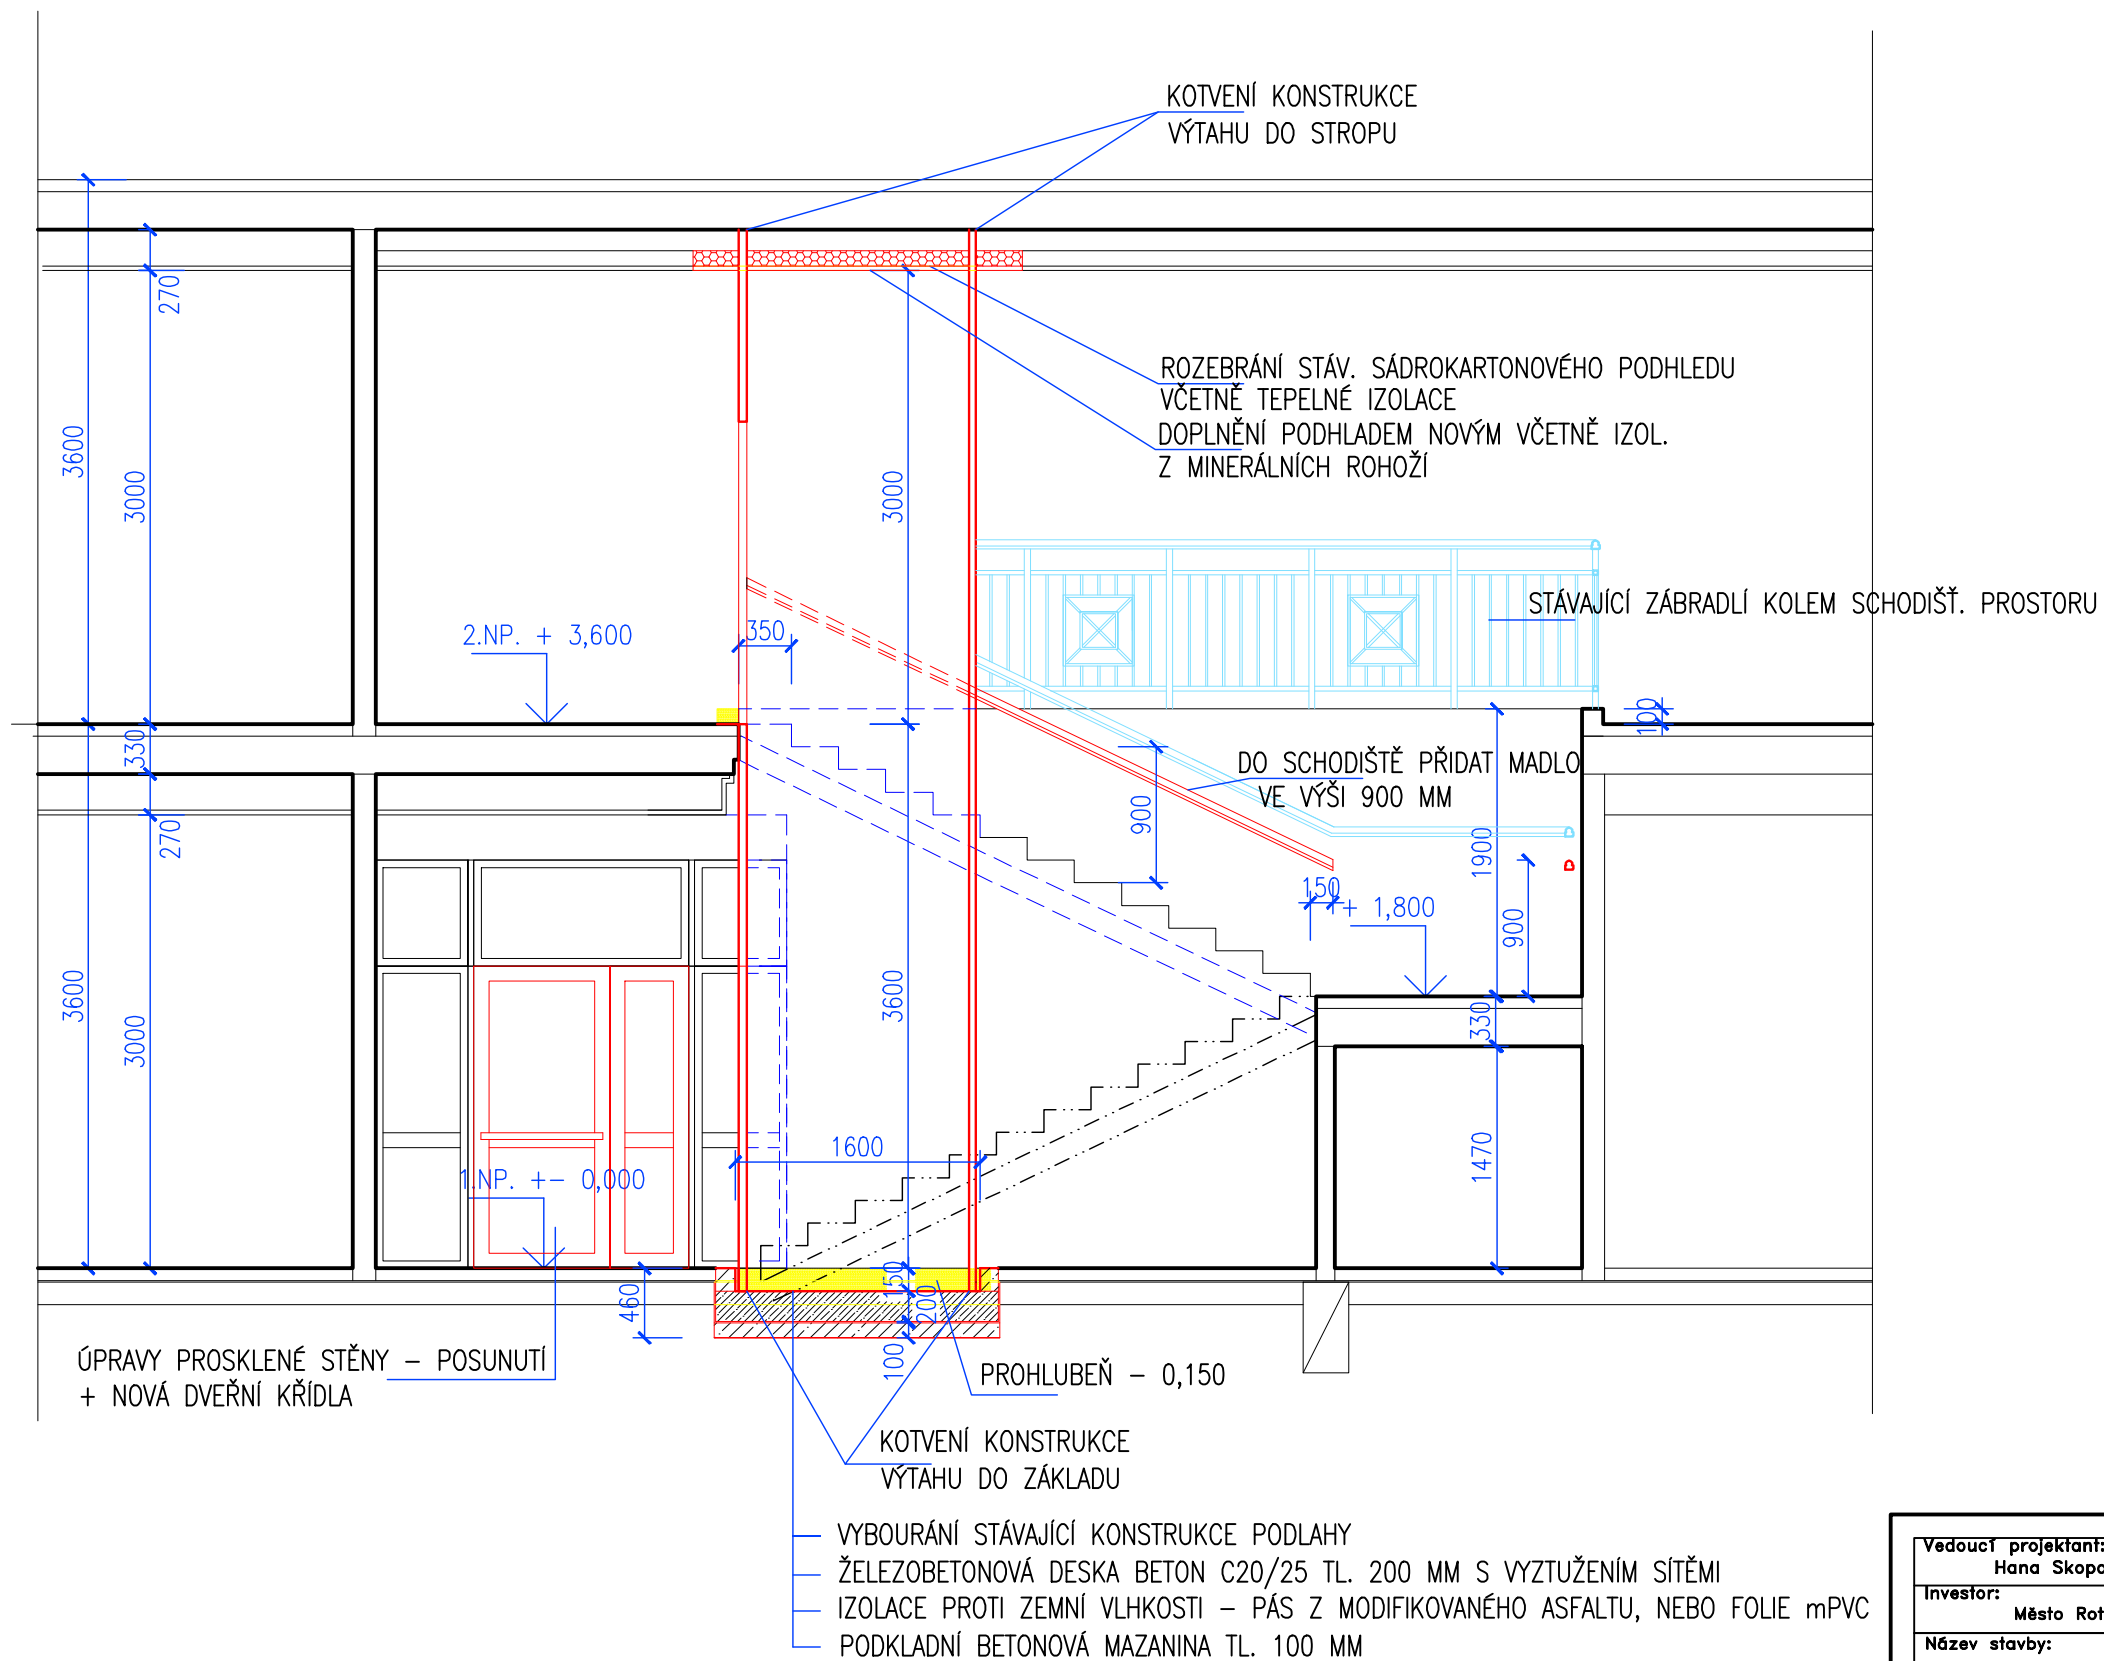 KOTVENÍ KONSTRUKCE
VÝTAHU DO STROPU
270
ROZEBRÁNÍ STÁV. SÁDROKARTONOVÉHO PODHLEDU
VČETNĚ TEPELNÉ IZOLACE
DOPLNĚNÍ PODHLADEM NOVÝM VČETNĚ IZOL.
Z MINERÁLNÍCH ROHOŽÍ
3600
3000
3000
STÁVAJÍCÍ ZÁBRADLÍ KOLEM SCHODIŠŤ. PROSTORU
2.NP. + 3,600
350
100
330
DO SCHODIŠTĚ PŘIDAT MADLO
VE VÝŠI 900 MM
900
270
1900
150
+ 1,800
900
3600
3000
3600
330
1600
1470
1.NP. +- 0,000
460
150
200
100
ÚPRAVY PROSKLENÉ STĚNY – POSUNUTÍ
+ NOVÁ DVEŘNÍ KŘÍDLA
PROHLUBEŇ – 0,150
KOTVENÍ KONSTRUKCE
VÝTAHU DO ZÁKLADU
VYBOURÁNÍ STÁVAJÍCÍ KONSTRUKCE PODLAHY
ŽELEZOBETONOVÁ DESKA BETON C20/25 TL. 200 MM S VYZTUŽENÍM SÍTĚMI
IZOLACE PROTI ZEMNÍ VLHKOSTI – PÁS Z MODIFIKOVANÉHO ASFALTU, NEBO FOLIE mPVC
PODKLADNÍ BETONOVÁ MAZANINA TL. 100 MM
Vedoucí projektant:
Hana Skopo
Investor:
Město Rot
Název stavby: